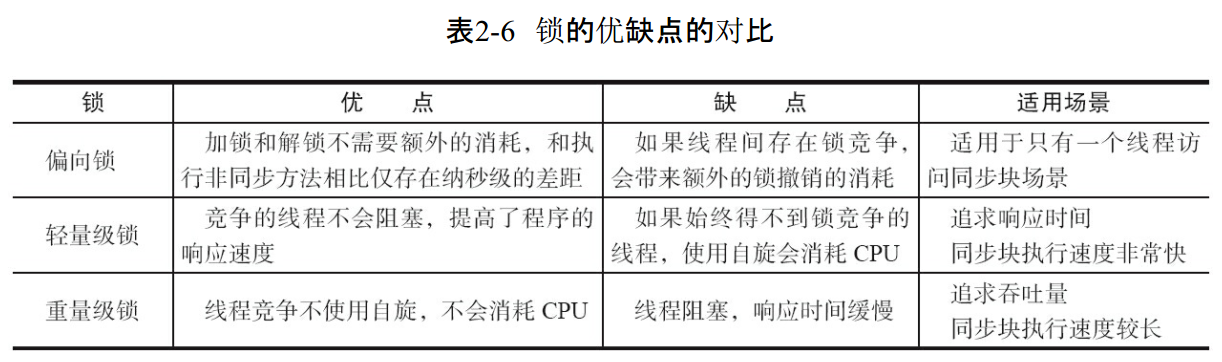 表2-6 锁的优缺点的对比
锁 优 点 缺 点 适用场景
偏向锁
加锁和解锁不需要额外的消耗，和执
行非同步方法相比仅存在纳秒级的差距
如果线程间存在锁竞争，
会带来额外的锁撤销的消耗
适用于只有一个线程访
问同步块场景
轻量级锁
竞争的线程不会阻塞，提高了程序的
响应速度
如果始终得不到锁竞争的
线程，使用自旋会消耗 CPU
追求响应时间
同步块执行速度非常快
重量级锁
线程竞争不使用自旋，不会消耗 CPU
线程阻塞，响应时间缓慢
追求吞吐量
同步块执行速度较长